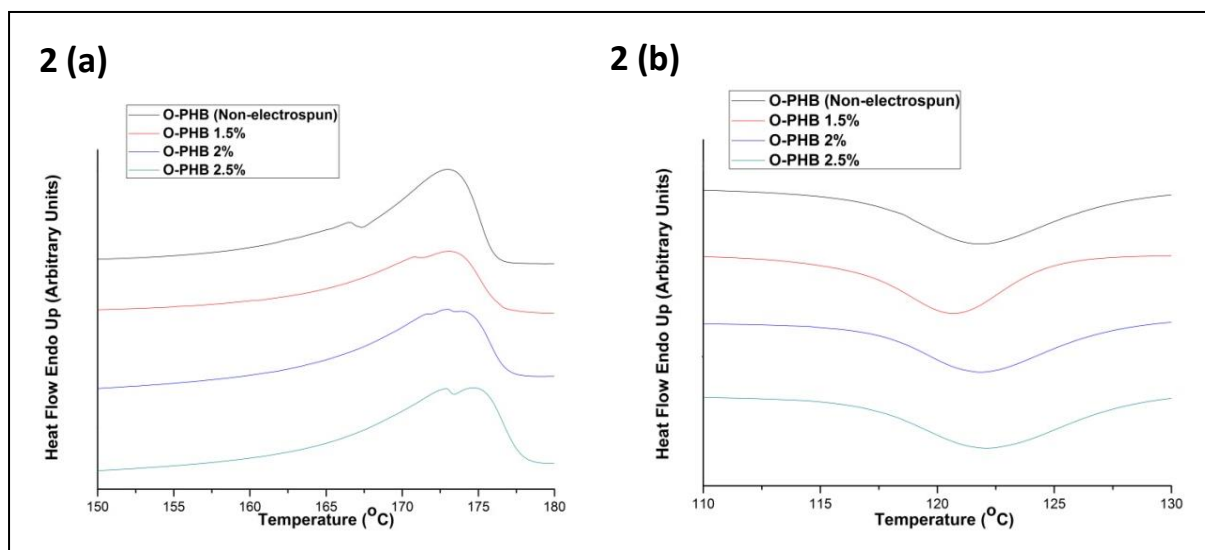 2 (a)
O-PHB (Non-electrospun)
O-PHB 1.5%
O-PHB 2%
O-PHB 2.5%
Heat Flow Endo Up (Arbitrary Units)
150 155 160 165 170 175 180
Temperature (°C)
2 (b)
O-PHB (Non-electrospun)
O-PHB 1.5%
O-PHB 2%
O-PHB 2.5%
Heat Flow Endo Up (Arbitrary Units)
110 115 120 125 130
Temperature (°C)